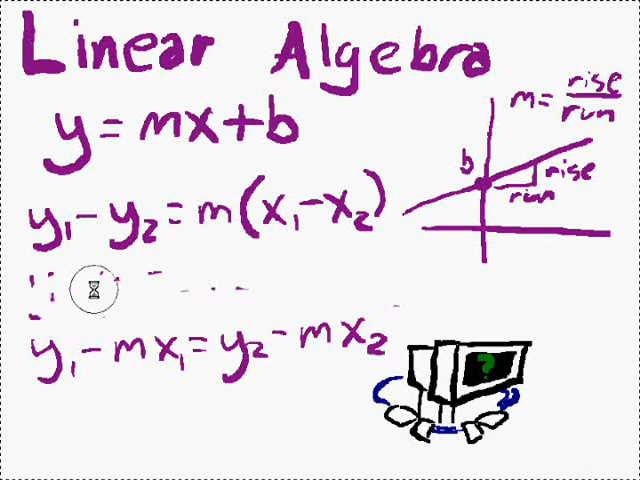 Linear Algebra
y = mx + b
m = rise/run
b
rise
run
y₁ - y₂ = m(x₁ - x₂)
y₁ - mx₁ = y₂ - mx₂
?